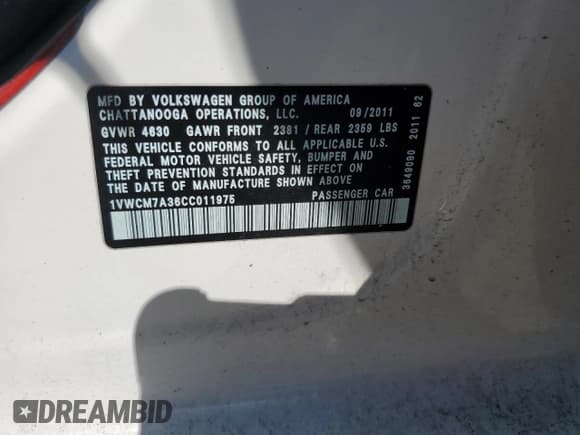 MFD BY VOLKSWAGEN GROUP OF AMERICA
CHATTANOOGA OPERATIONS, LLC. 09/2011
GVWR 4630 GAWR FRONT 2381 / REAR 2359 LBS
THIS VEHICLE CONFORMS TO ALL APPLICABLE U.S.
FEDERAL MOTOR VEHICLE SAFETY, BUMPER AND
THEFT PREVENTION STANDARDS IN EFFECT ON
THE DATE OF MANUFACTURE SHOWN ABOVE
1VWCM7A36CC011975 PASSENGER CAR
3649090 2011 62
DREAMBID